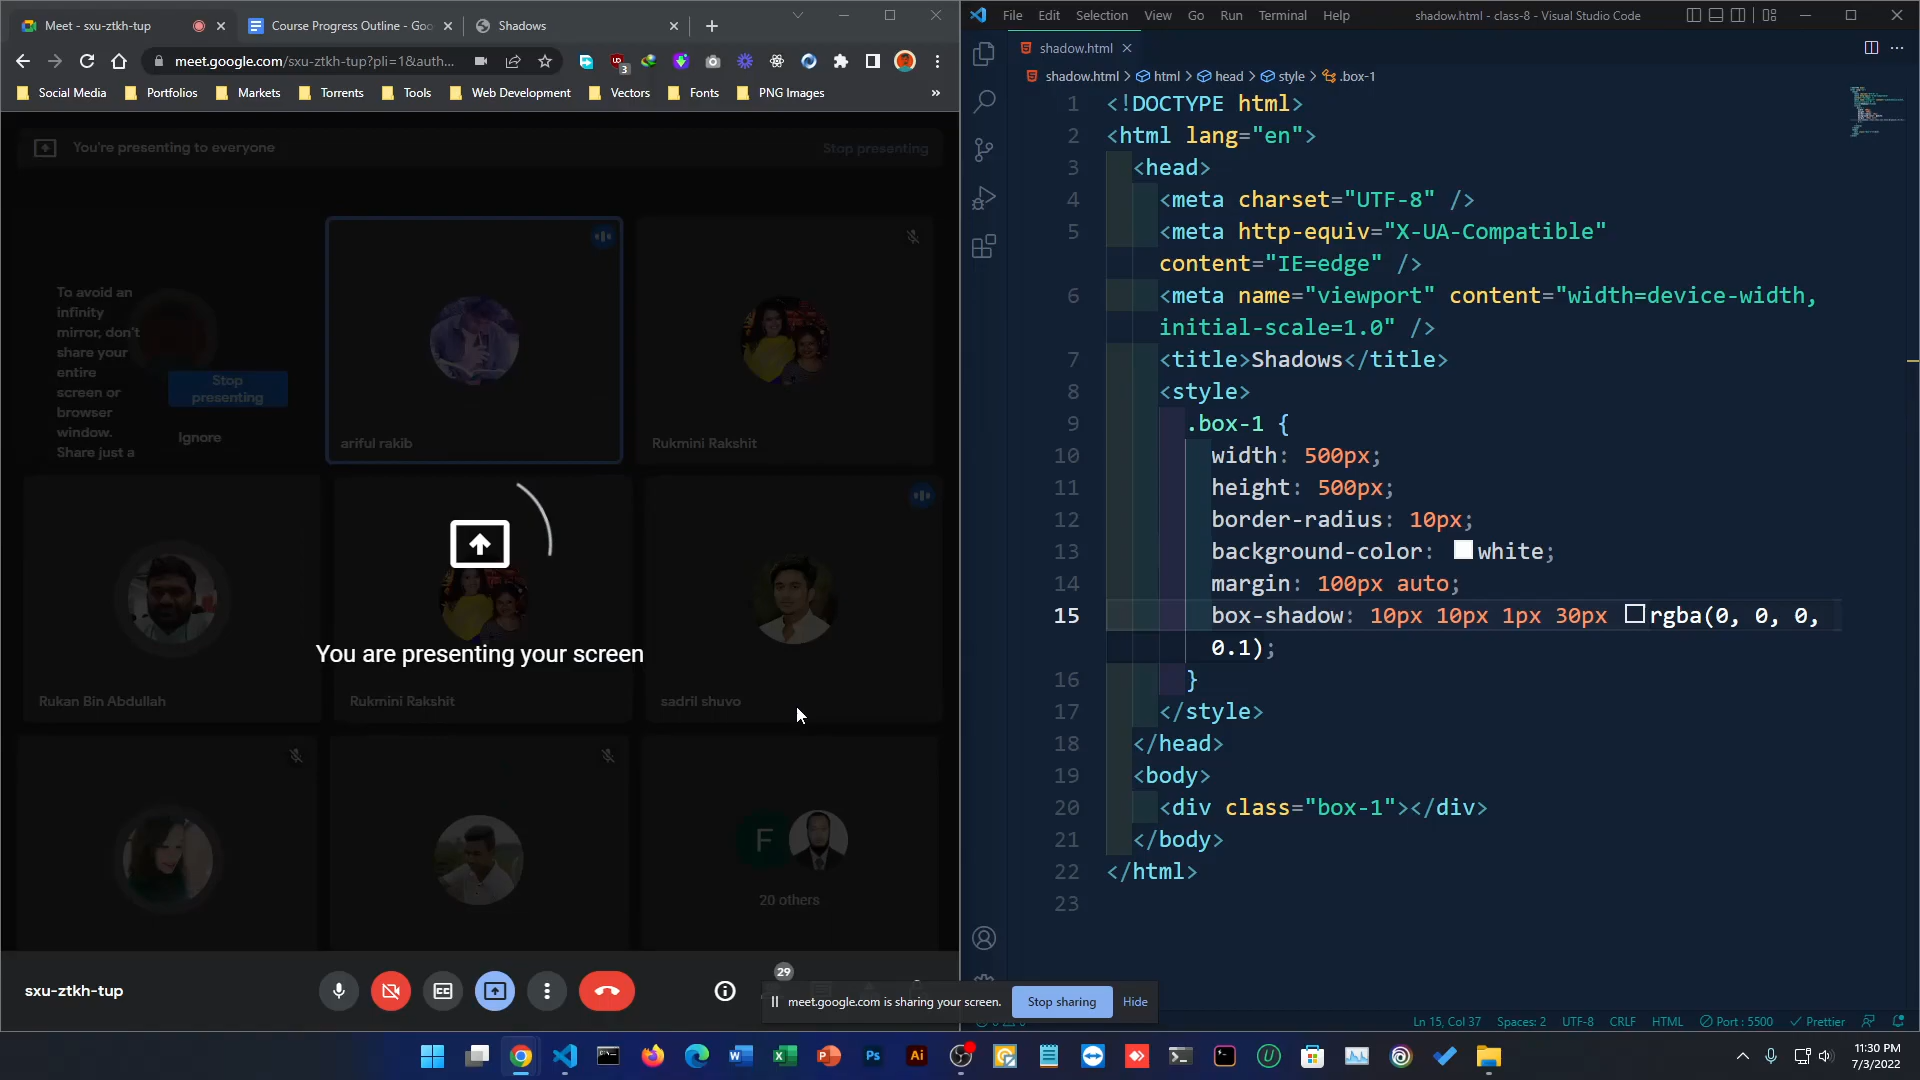 Meet - sxu-ztkh-tup
Course Progress Outline - Goo
Shadows
meet.google.com/sxu-ztkh-tup?pli=1&auth...
3
Social Media
Portfolios
Markets
Torrents
Tools
Web Development
Vectors
Fonts
PNG Images
»
You're presenting to everyone
Stop presenting
To avoid an
infinity
mirror, don't
share your
entire
screen or
browser
window.
Share just a
Stop
presenting
Ignore
ariful rakib
Rukmini Rakshit
You are presenting your screen
Rukan Bin Abdullah
Rukmini Rakshit
sadril shuvo
F
20 others
sxu-ztkh-tup
29
meet.google.com is sharing your screen.
Stop sharing
Hide
File Edit Selection View Go Run Terminal Help
shadow.html - class-8 - Visual Studio Code
shadow.html
shadow.html > html > head > style > .box-1
1 <!DOCTYPE html>
2 <html lang="en">
3 <head>
4 <meta charset="UTF-8" />
5 <meta http-equiv="X-UA-Compatible"
content="IE=edge" />
6 <meta name="viewport" content="width=device-width,
initial-scale=1.0" />
7 <title>Shadows</title>
8 <style>
9 .box-1 {
10 width: 500px;
11 height: 500px;
12 border-radius: 10px;
13 background-color: white;
14 margin: 100px auto;
15 box-shadow: 10px 10px 1px 30px rgba(0, 0, 0,
0.1);
16 }
17 </style>
18 </head>
19 <body>
20 <div class="box-1"></div>
21 </body>
22 </html>
23
Ln 15, Col 37 Spaces: 2 UTF-8 CRLF HTML Port : 5500 Prettier
11:30 PM
7/3/2022